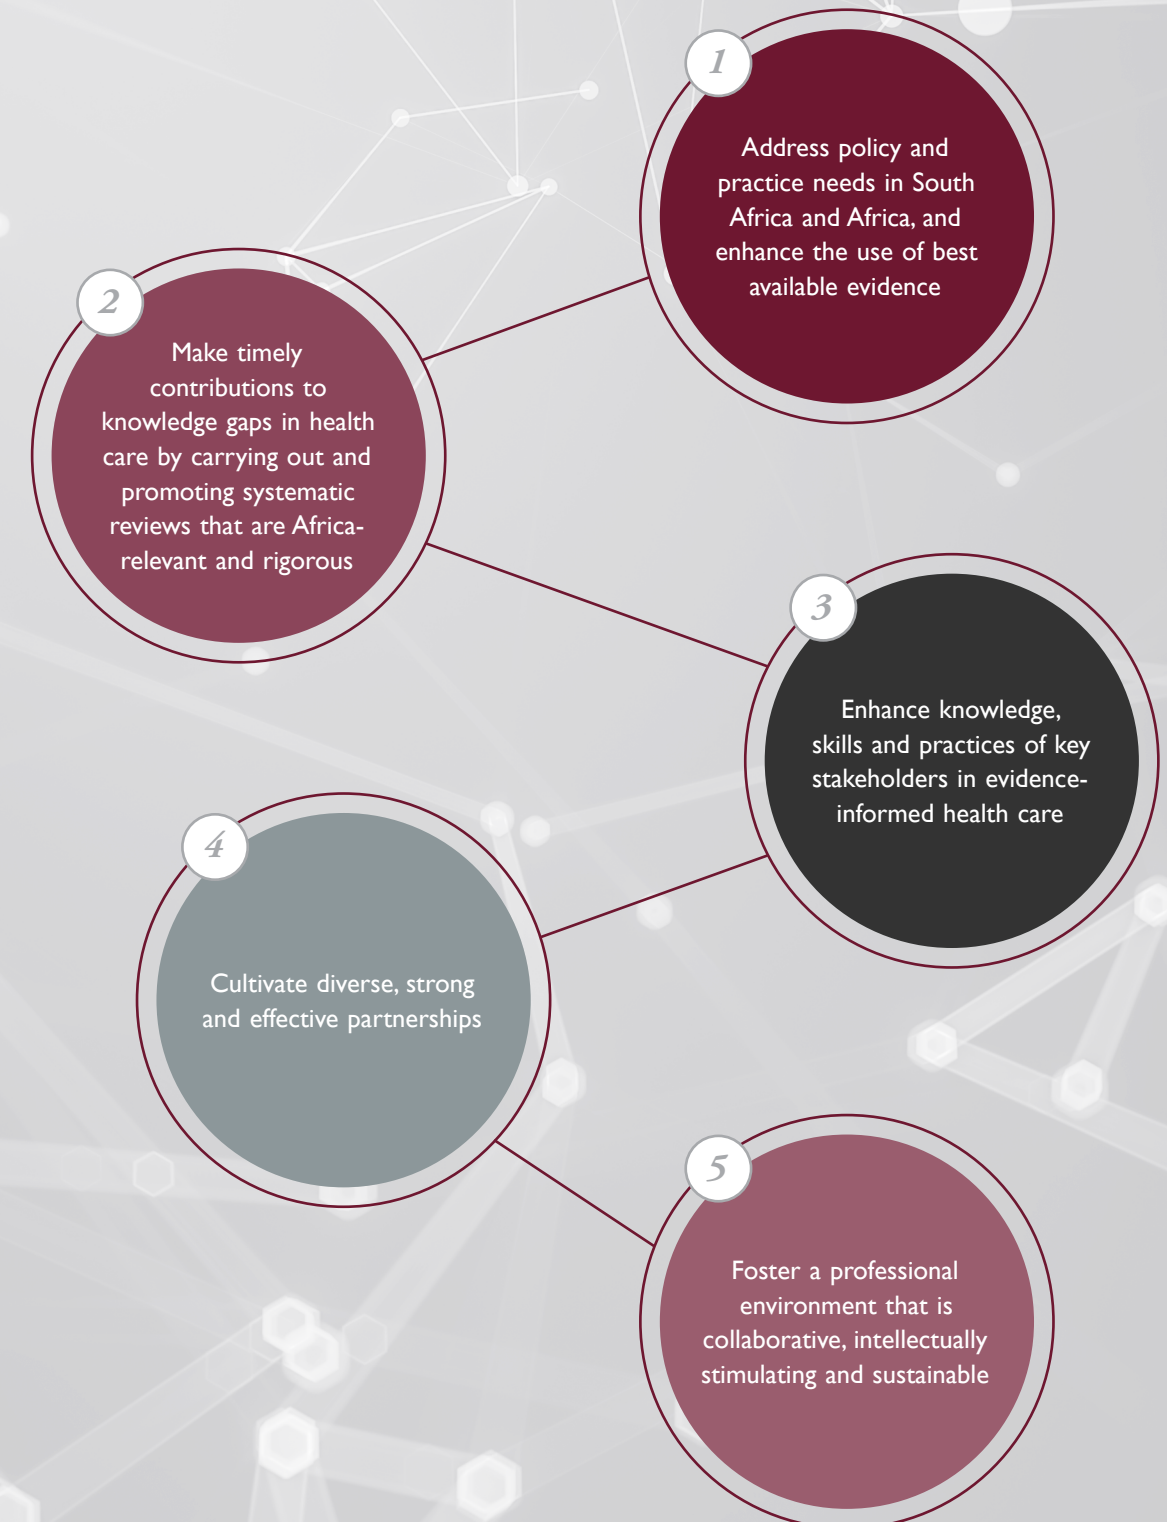 1
Address policy and
practice needs in South
Africa and Africa, and
enhance the use of best
available evidence
2
Make timely
contributions to
knowledge gaps in health
care by carrying out and
promoting systematic
reviews that are Africa-
relevant and rigorous
3
Enhance knowledge,
skills and practices of key
stakeholders in evidence-
informed health care
4
Cultivate diverse, strong
and effective partnerships
5
Foster a professional
environment that is
collaborative, intellectually
stimulating and sustainable